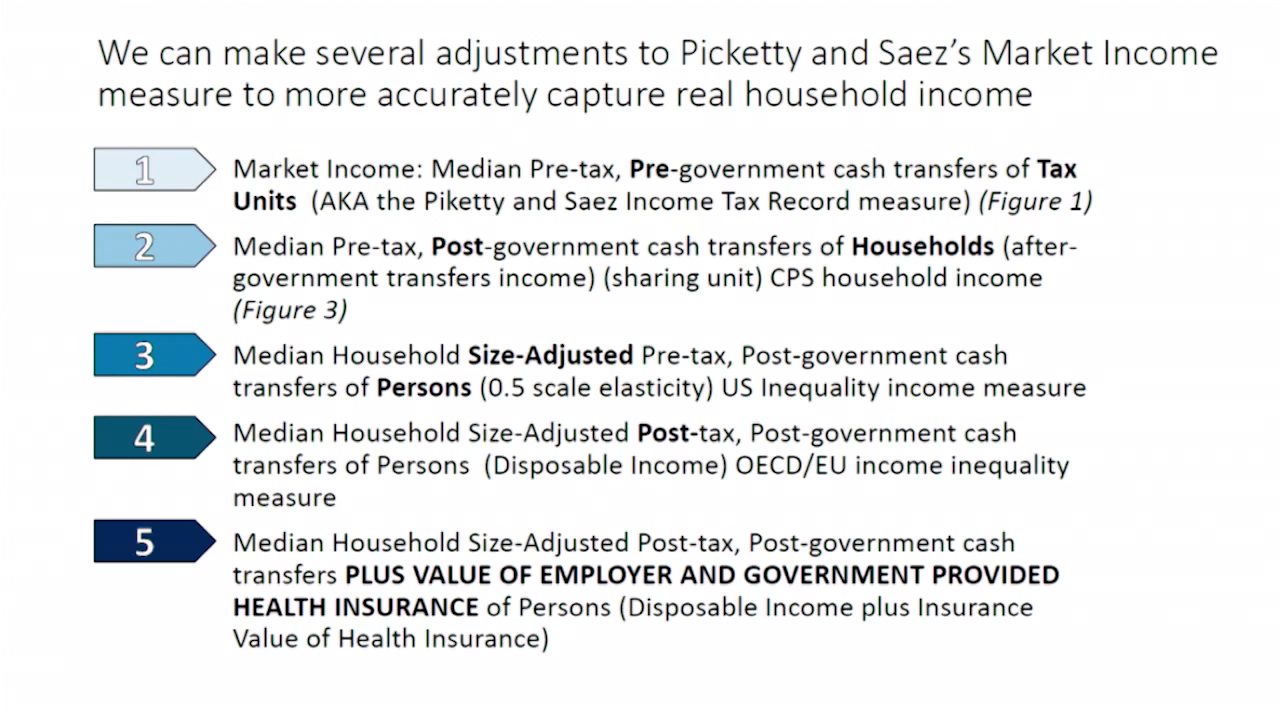 We can make several adjustments to Picketty and Saez’s Market Income
measure to more accurately capture real household income
1
Market Income: Median Pre-tax, Pre-government cash transfers of Tax
Units (AKA the Piketty and Saez Income Tax Record measure) (Figure 1)
2
Median Pre-tax, Post-government cash transfers of Households (after-
government transfers income) (sharing unit) CPS household income
(Figure 3)
3
Median Household Size-Adjusted Pre-tax, Post-government cash
transfers of Persons (0.5 scale elasticity) US Inequality income measure
4
Median Household Size-Adjusted Post-tax, Post-government cash
transfers of Persons (Disposable Income) OECD/EU income inequality
measure
5
Median Household Size-Adjusted Post-tax, Post-government cash
transfers PLUS VALUE OF EMPLOYER AND GOVERNMENT PROVIDED
HEALTH INSURANCE of Persons (Disposable Income plus Insurance
Value of Health Insurance)